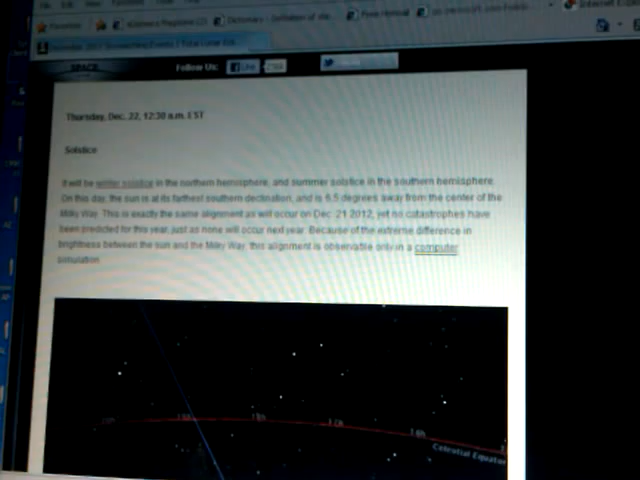 Favorites
SPACE
Follow Us:
Like
Thursday, Dec. 22, 12:30 a.m. EST
Solstice
It will be winter solstice in the northern hemisphere, and summer solstice in the southern hemisphere.
On this day, the sun is at its farthest southern declination, and is 6.5 degrees away from the center of the
Milky Way. This is exactly the same alignment as will occur on Dec. 21 2012, yet no catastrophes have
been predicted for this year, just as none will occur next year. Because of the extreme difference in
brightness between the sun and the Milky Way, this alignment is observable only in a computer
simulation.
Celestial Equator